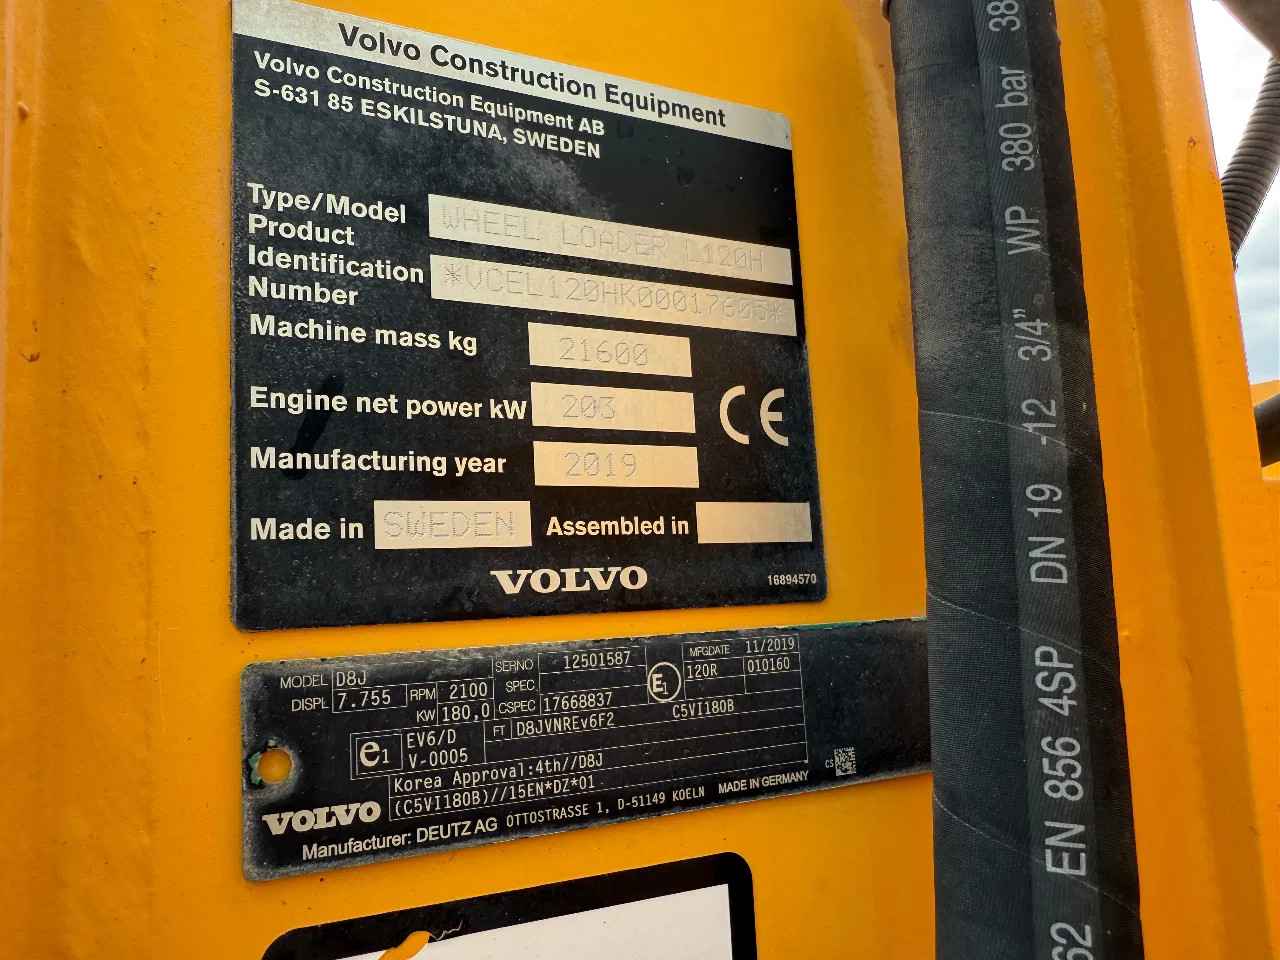 Volvo Construction Equipment
Volvo Construction Equipment AB
S-631 85 ESKILSTUNA, SWEDEN
Type/Model WHEEL LOADER L120H
Product
Identification *VCEL120HK00017605*
Number
Machine mass kg 21600
Engine net power kW 203
CE
Manufacturing year 2019
Made in SWEDEN Assembled in
VOLVO 16894570
MODEL D8J SERNO 12501587 MFGDATE 11/2019
DISPL 7.755 RPM 2100 SPEC E1 120R 010160
KW 180,0 CSPEC 17668837
e1 EV6/D FT D8JVNREv6F2 C5VI180B
V-0005
Korea Approval:4th//D8J
(C5VI180B)//15EN*DZ*01 CS
VOLVO
Manufacturer: DEUTZ AG OTTOSTRASSE 1, D-51149 KOELN MADE IN GERMANY
62 EN 856 4SP/ DN 19 -12 3/4" WP 380 bar 38